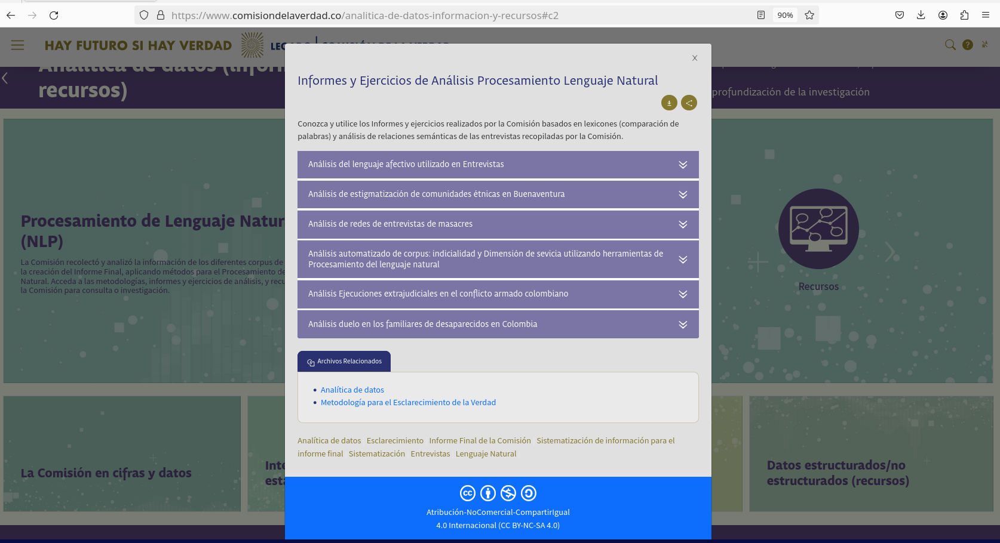 https://www.comisiondelaverdad.co/analitica-de-datos-informacion-y-recursos#c2
90%
HAY FUTURO SI HAY VERDAD
recursos)
profundización de la investigación
x
Informes y Ejercicios de Análisis Procesamiento Lenguaje Natural
Conozca y utilice los Informes y ejercicios realizados por la Comisión basados en lexicones (comparación de
palabras) y análisis de relaciones semánticas de las entrevistas recopiladas por la Comisión.
Análisis del lenguaje afectivo utilizado en Entrevistas
Análisis de estigmatización de comunidades étnicas en Buenaventura
Análisis de redes de entrevistas de masacres
Análisis automatizado de corpus: indicialidad y Dimensión de sevicia utilizando herramientas de
Procesamiento del lenguaje natural
Análisis Ejecuciones extrajudiciales en el conflicto armado colombiano
Análisis duelo en los familiares de desaparecidos en Colombia
Archivos Relacionados
Analítica de datos
Metodología para el Esclarecimiento de la Verdad
Analítica de datos Esclarecimiento Informe Final de la Comisión Sistematización de información para el
informe final Sistematización Entrevistas Lenguaje Natural
cc
Atribución-NoComercial-CompartirIgual
4.0 Internacional (CC BY-NC-SA 4.0)
Procesamiento de Lenguaje Natur
(NLP)
La Comisión recolectó y analizó la información de los diferentes corpus de
la creación del Informe Final, aplicando métodos para el Procesamiento de
Natural. Acceda a las metodologías, informes y ejercicios de análisis, y recu
la Comisión para consulta o investigación.
Recursos
La Comisión en cifras y datos
Inte
esta
Datos estructurados/no
estructurados (recursos)